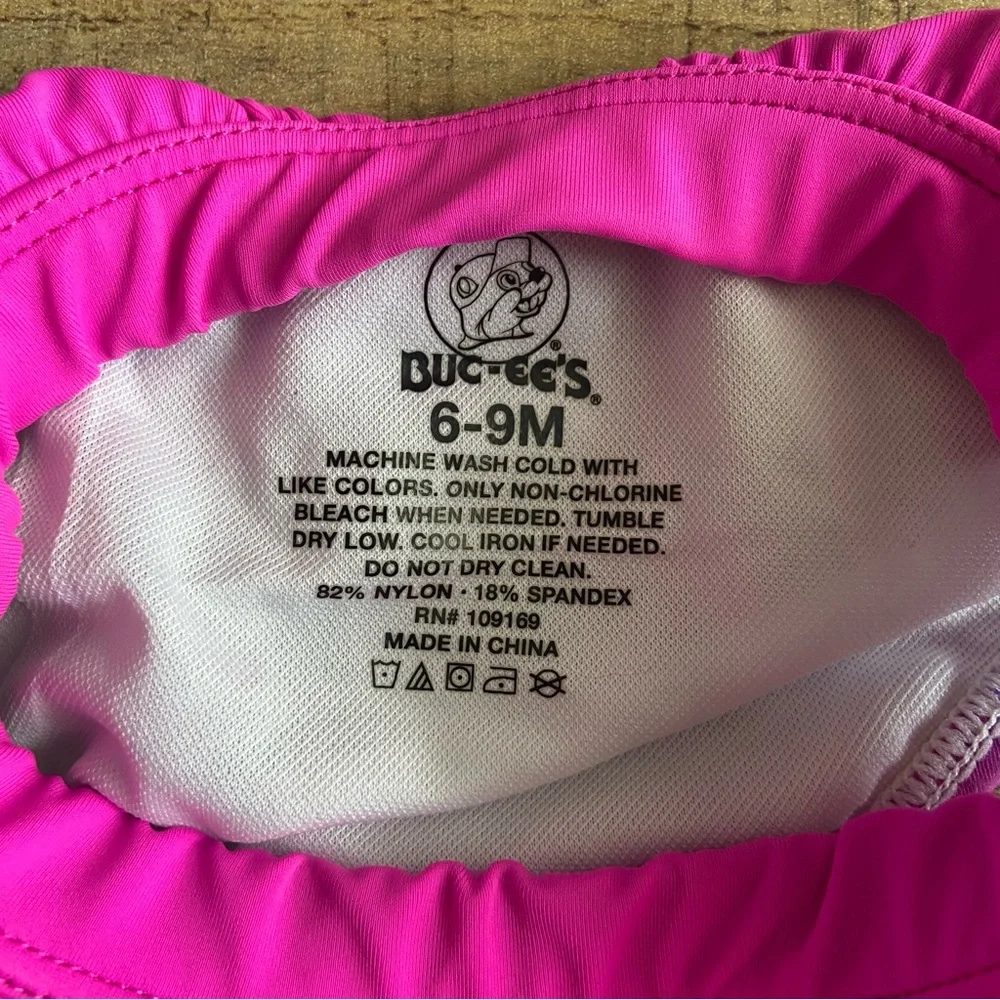 BUC-EE'S®
6-9M
MACHINE WASH COLD WITH
LIKE COLORS. ONLY NON-CHLORINE
BLEACH WHEN NEEDED. TUMBLE
DRY LOW. COOL IRON IF NEEDED.
DO NOT DRY CLEAN.
82% NYLON · 18% SPANDEX
RN# 109169
MADE IN CHINA